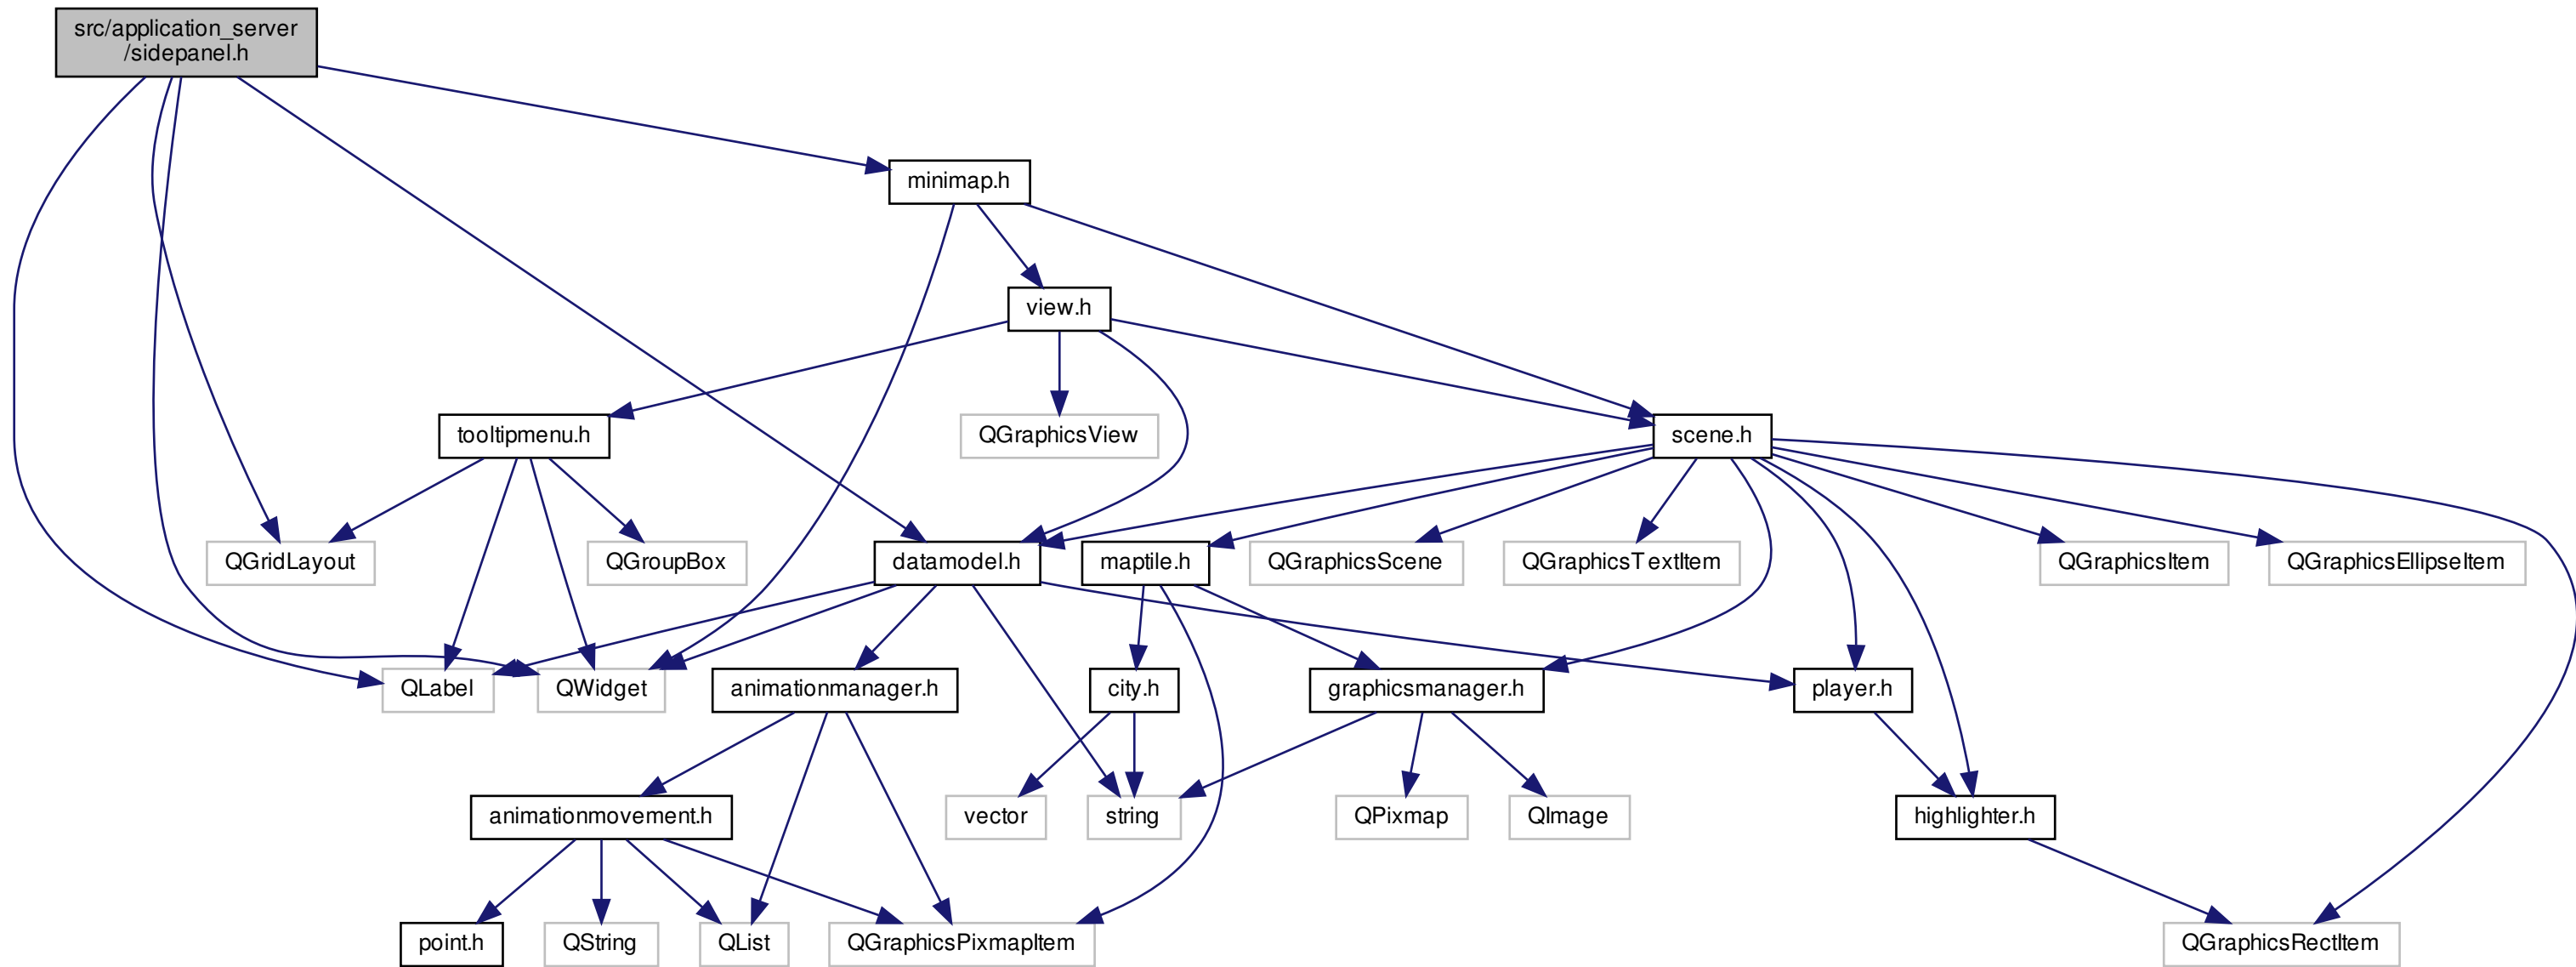 src/application_server
/sidepanel.h
minimap.h
view.h
tooltipmenu.h
QGraphicsView
scene.h
QGridLayout
QGroupBox
datamodel.h
maptile.h
QGraphicsScene
QGraphicsTextItem
QGraphicsItem
QGraphicsEllipseItem
QLabel
QWidget
animationmanager.h
city.h
graphicsmanager.h
player.h
animationmovement.h
vector
string
QPixmap
QImage
highlighter.h
point.h
QString
QList
QGraphicsPixmapItem
QGraphicsRectItem